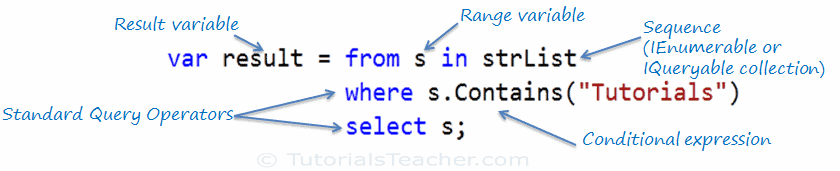 Result variable
Range variable
Sequence
(IEnumerable or
IQueryable collection)
var result = from s in strList
where s.Contains("Tutorials")
Standard Query Operators
select s;
Conditional expression
© TutorialsTeacher.com